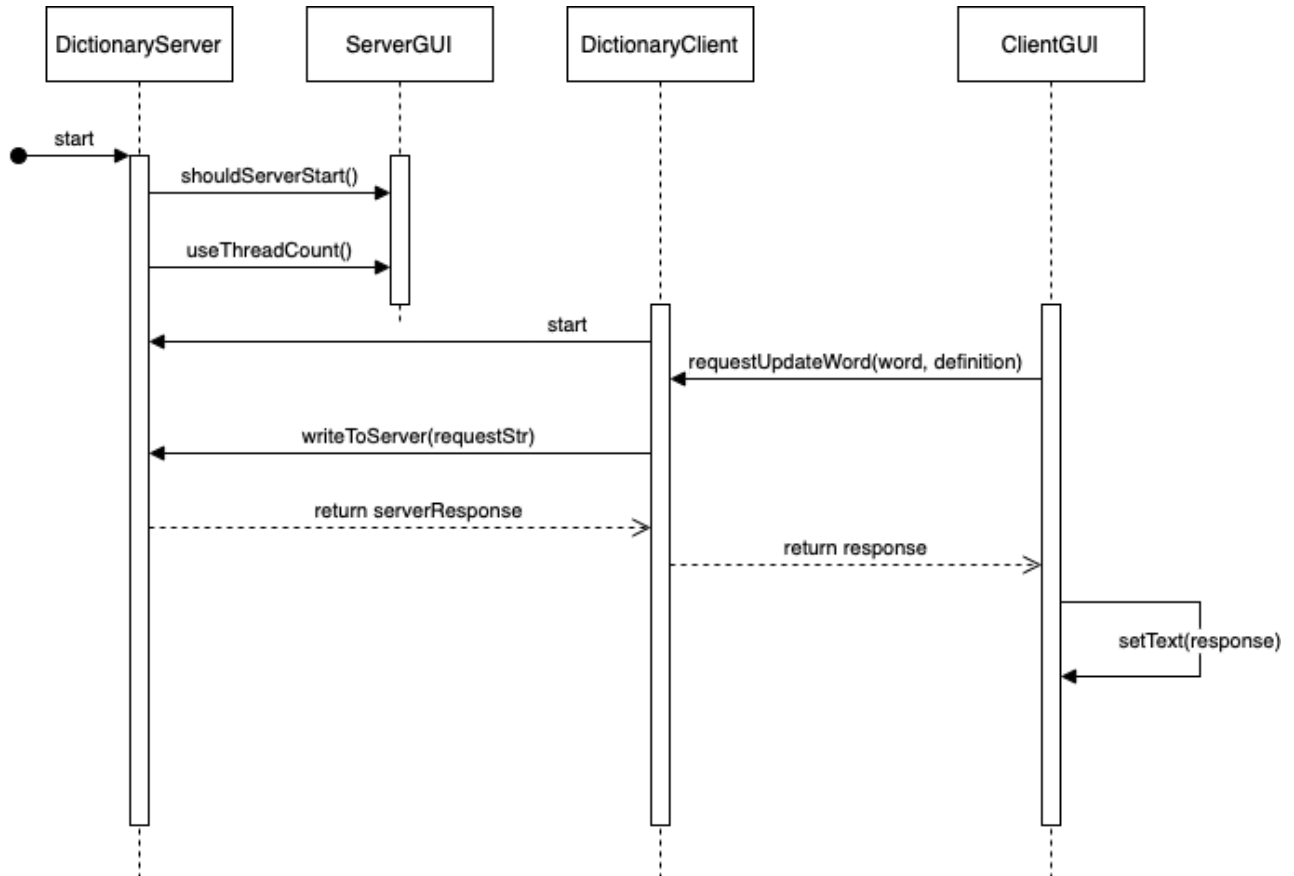 DictionaryServer
ServerGUI
DictionaryClient
ClientGUI
start
shouldServerStart()
useThreadCount()
start
requestUpdateWord(word, definition)
writeToServer(requestStr)
return serverResponse
return response
setText(response)